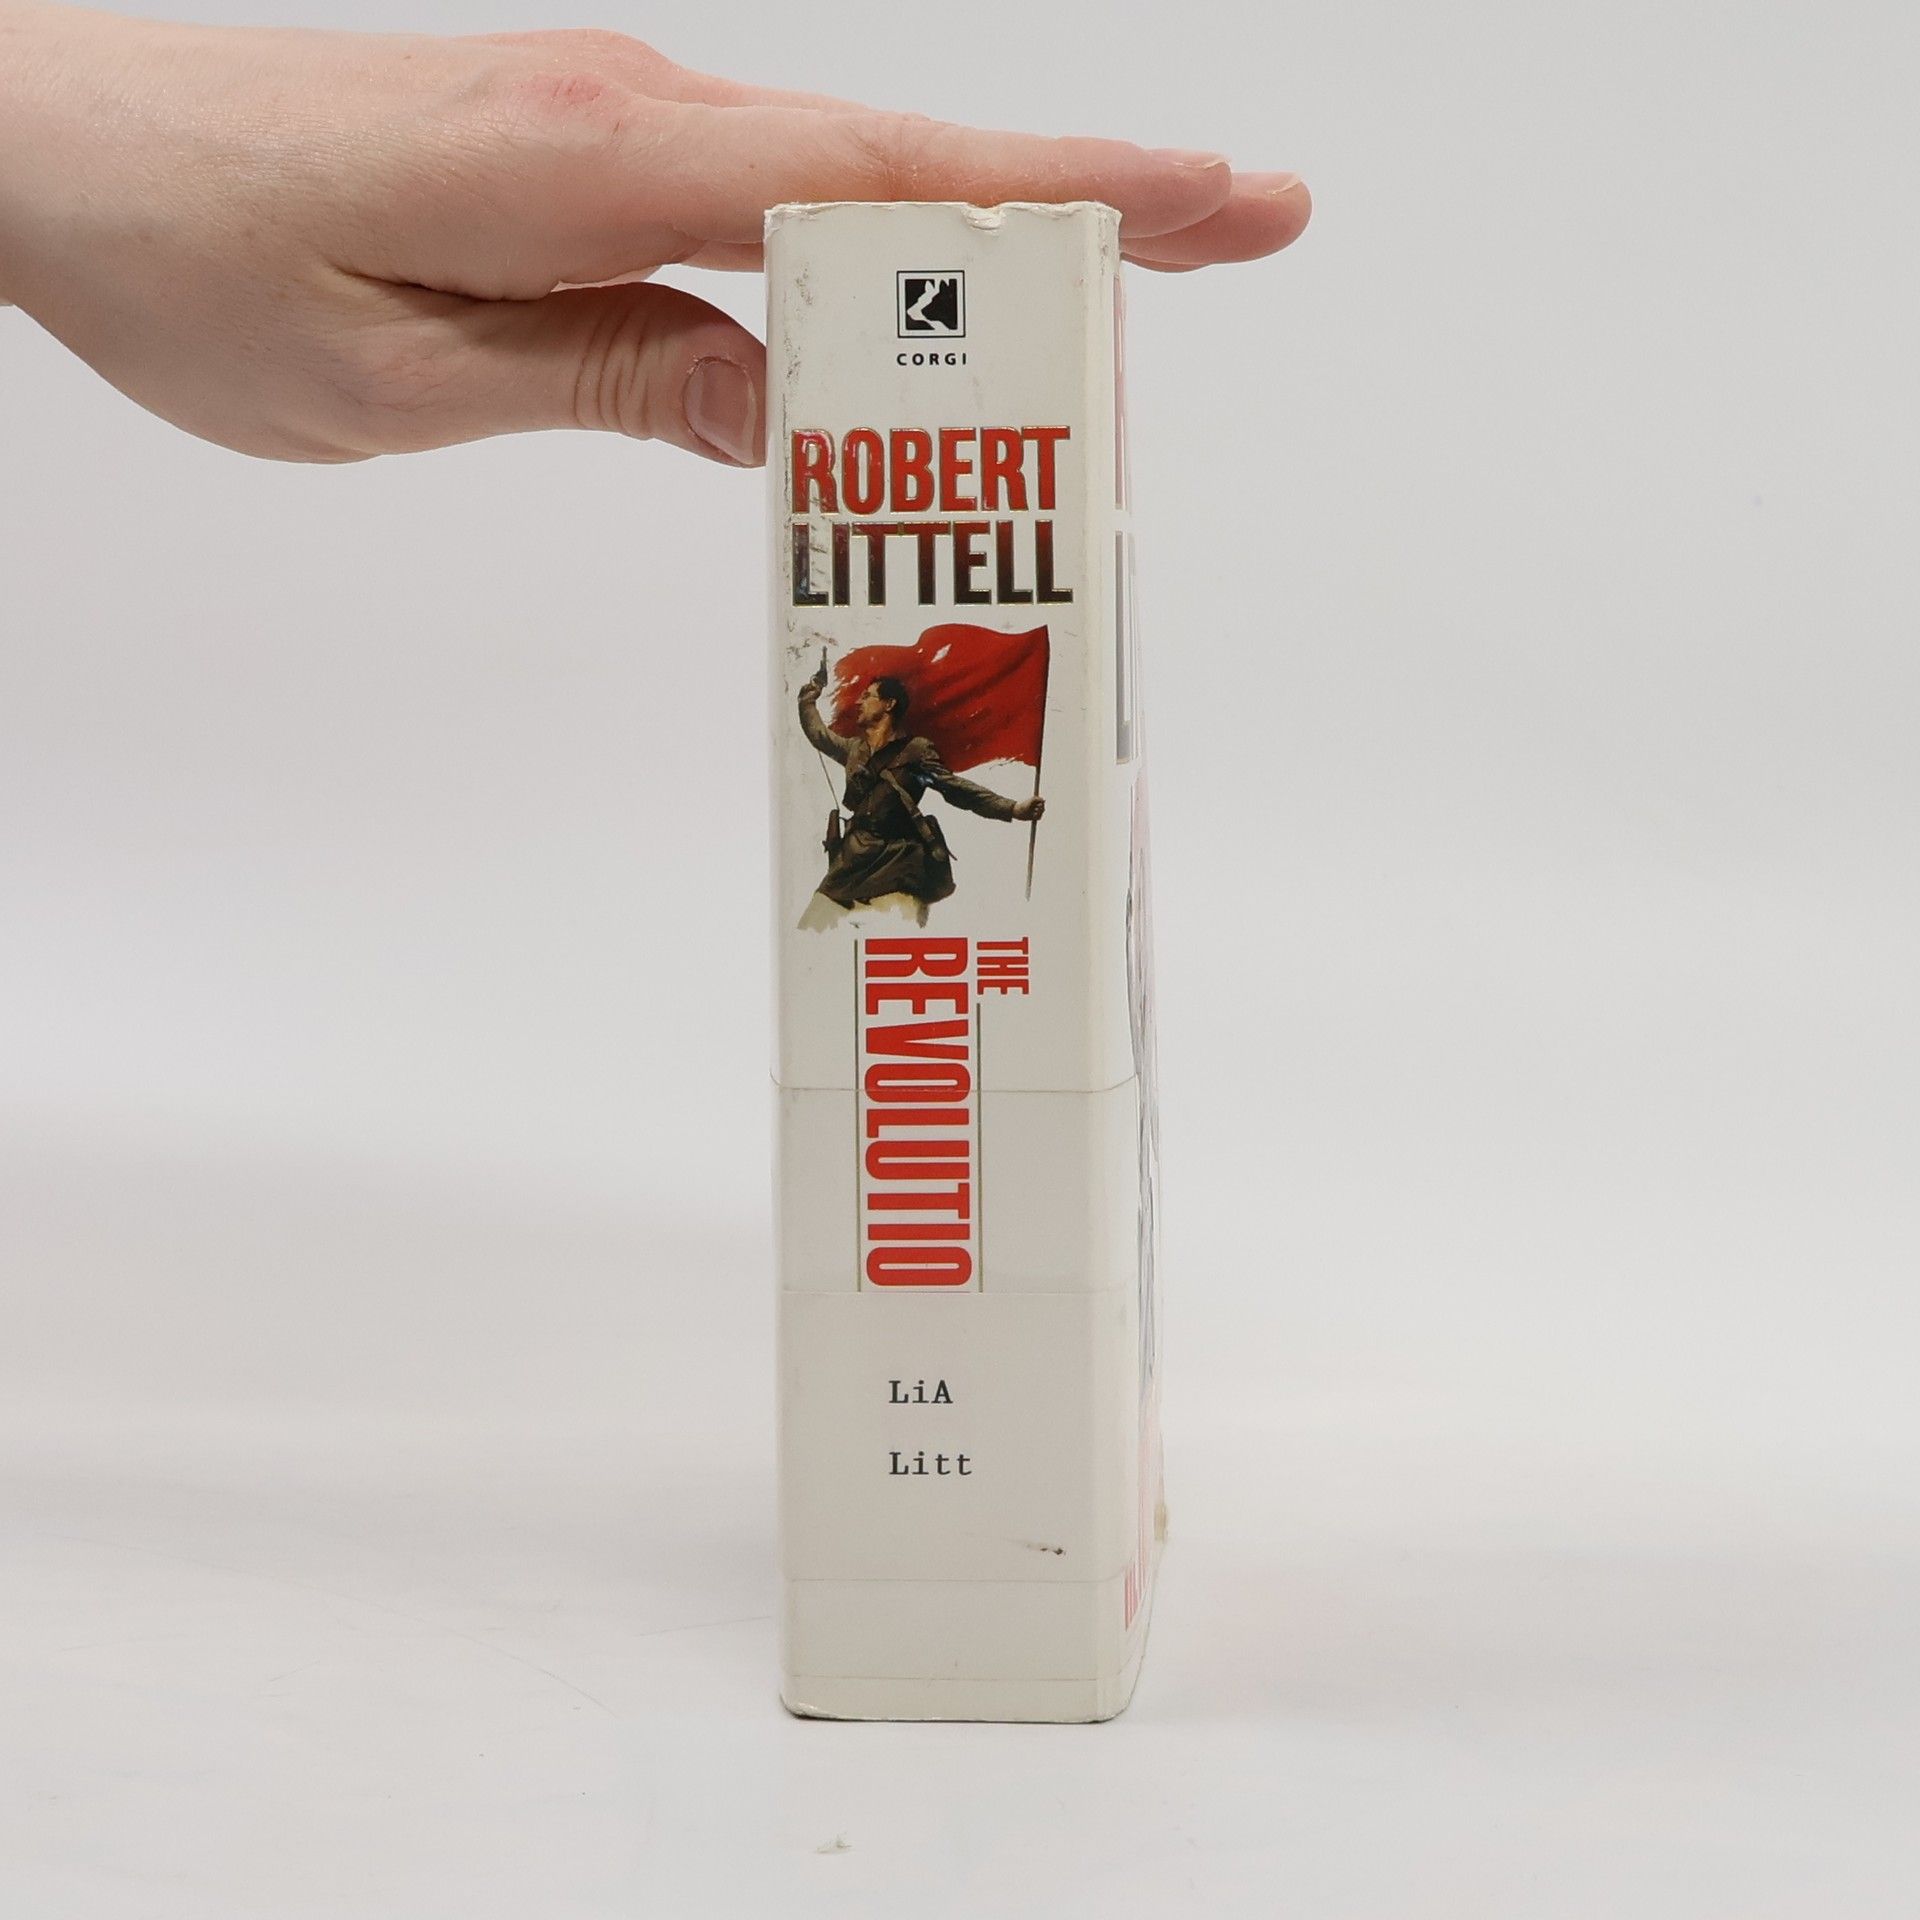 CORGI
ROBERT
LITTELL
THE
REVOLUTIO
LiA
Litt